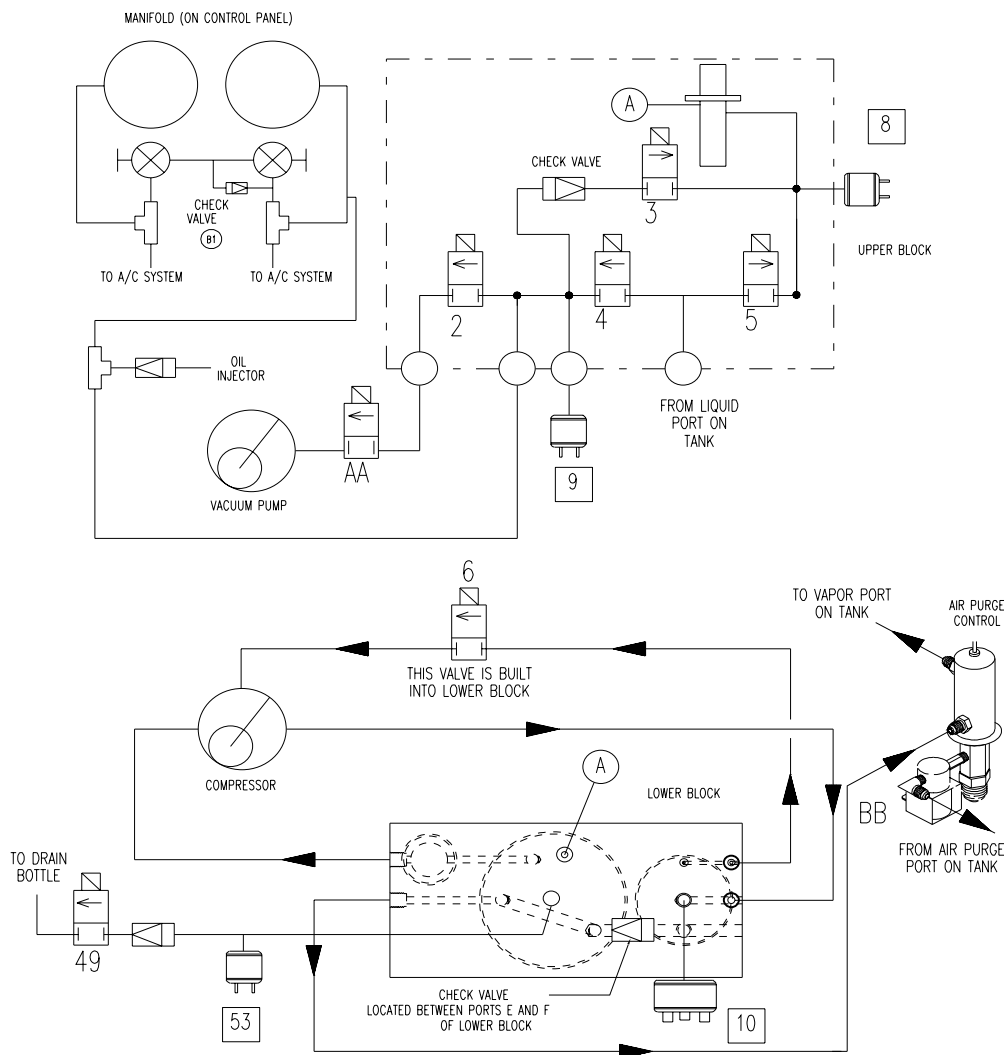 MANIFOLD (ON CONTROL PANEL)
A
8
CHECK VALVE
3
CHECK
VALVE
B1
TO A/C SYSTEM
TO A/C SYSTEM
UPPER BLOCK
2
4
5
OIL
INJECTOR
FROM LIQUID
PORT ON
TANK
AA
9
VACUUM PUMP
6
TO VAPOR PORT
ON TANK
AIR PURGE
CONTROL
THIS VALVE IS BUILT
INTO LOWER BLOCK
COMPRESSOR
A
LOWER BLOCK
BB
FROM AIR PURGE
PORT ON TANK
TO DRAIN
BOTTLE
49
53
CHECK VALVE
LOCATED BETWEEN PORTS E AND F
OF LOWER BLOCK
10